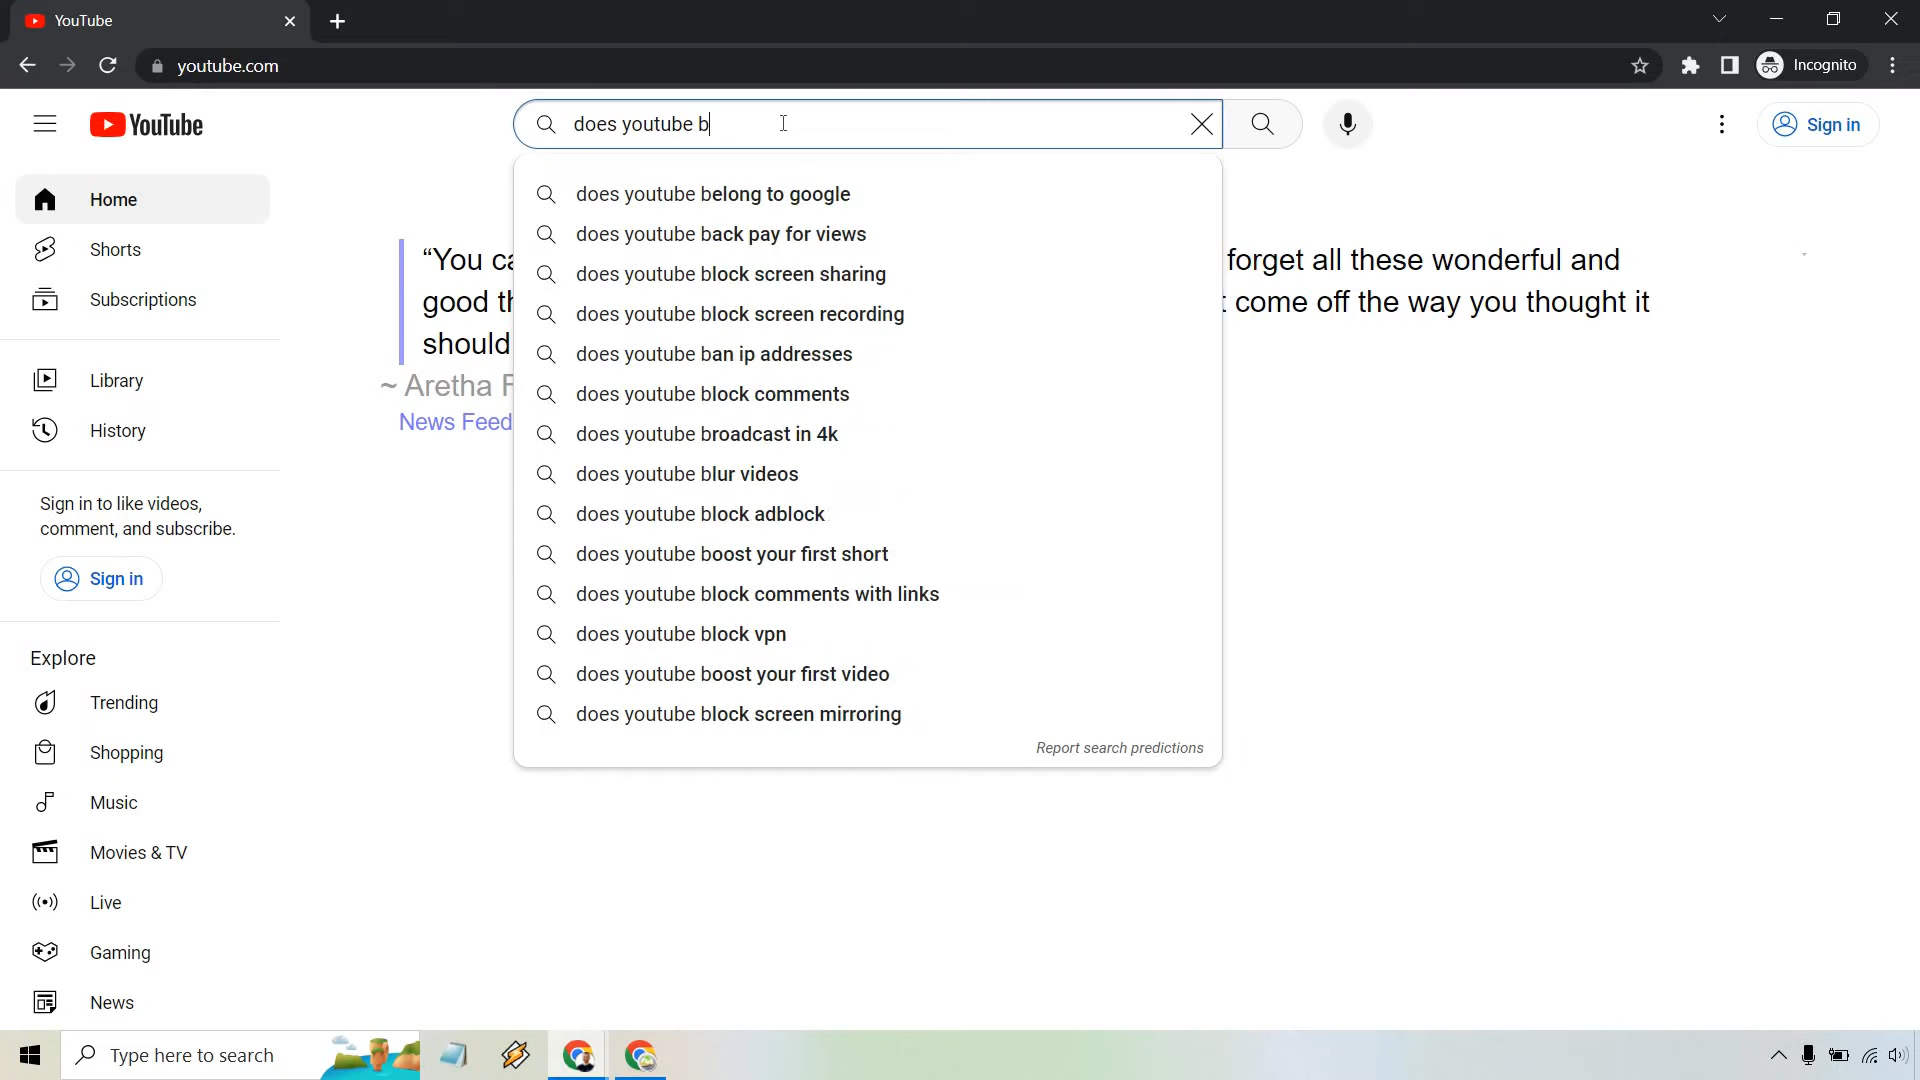 YouTube
youtube.com
Incognito
YouTube
does youtube b
Sign in
Home
Shorts
Subscriptions
Library
History
Sign in to like videos,
comment, and subscribe.
Sign in
Explore
Trending
Shopping
Music
Movies & TV
Live
Gaming
News
does youtube belong to google
does youtube back pay for views
does youtube block screen sharing
does youtube block screen recording
does youtube ban ip addresses
does youtube block comments
does youtube broadcast in 4k
does youtube blur videos
does youtube block adblock
does youtube boost your first short
does youtube block comments with links
does youtube block vpn
does youtube boost your first video
does youtube block screen mirroring
Report search predictions
“You forget all these wonderful and
good come off the way you thought it
should
~ Aretha
News Feed
Type here to search